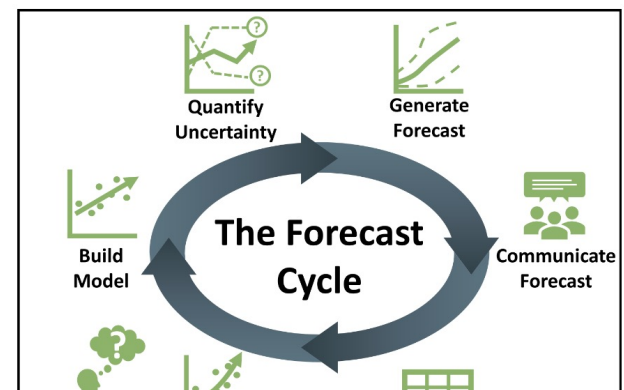 ?
?
Quantify
Uncertainty
Generate
Forecast
The Forecast
Cycle
Build
Model
Communicate
Forecast
?